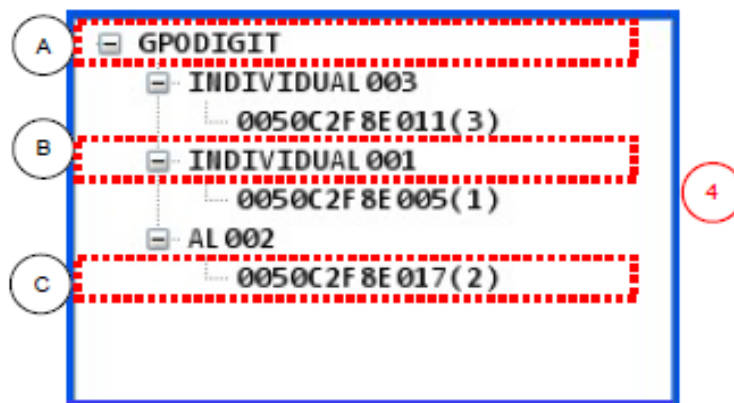 A
GPODIGIT
INDIVIDUAL003
0050C2F8E011(3)
B
INDIVIDUAL001
0050C2F8E005(1)
4
AL002
C
0050C2F8E017(2)